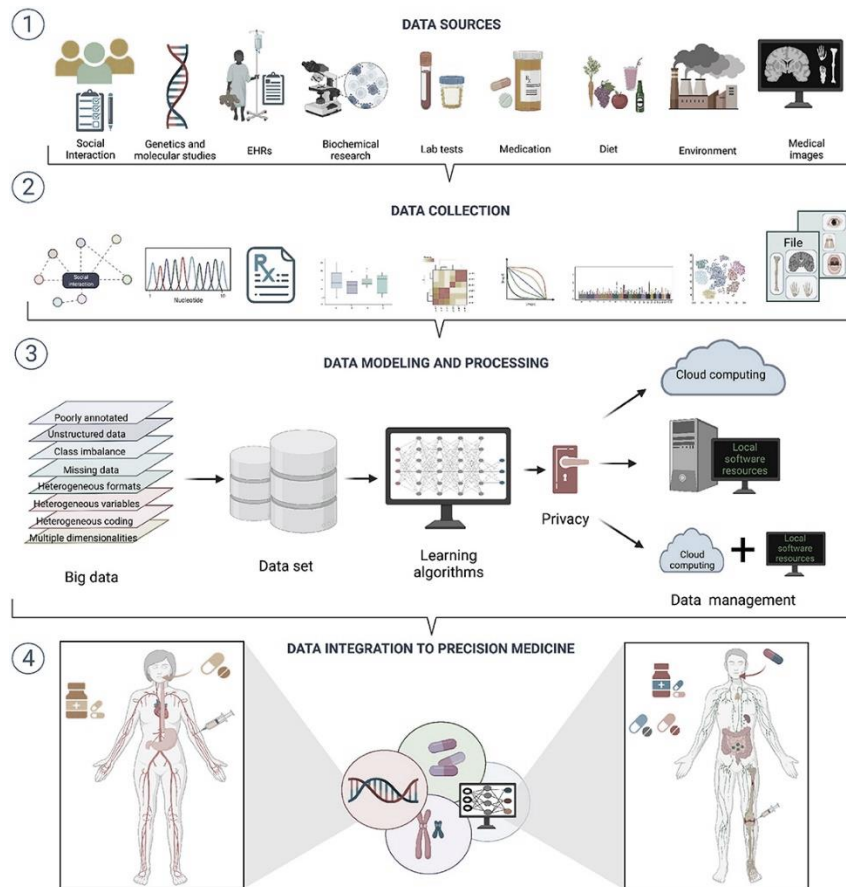 1
DATA SOURCES
Social
Interaction
Genetics and
molecular studies
EHRs
Biochemical
research
Lab tests
Medication
Diet
Environment
Medical
images
2
DATA COLLECTION
Social
Interaction
Nucleotide
1
10
Rx
File
3
DATA MODELING AND PROCESSING
Poorly annotated
Unstructured data
Class imbalance
Missing data
Heterogeneous formats
Heterogeneous variables
Heterogeneous coding
Multiple dimensionalities
Big data
Data set
Learning
algorithms
Privacy
Cloud computing
Local
software
resources
Cloud
computing
+
Local
software
resources
Data management
4
DATA INTEGRATION TO PRECISION MEDICINE